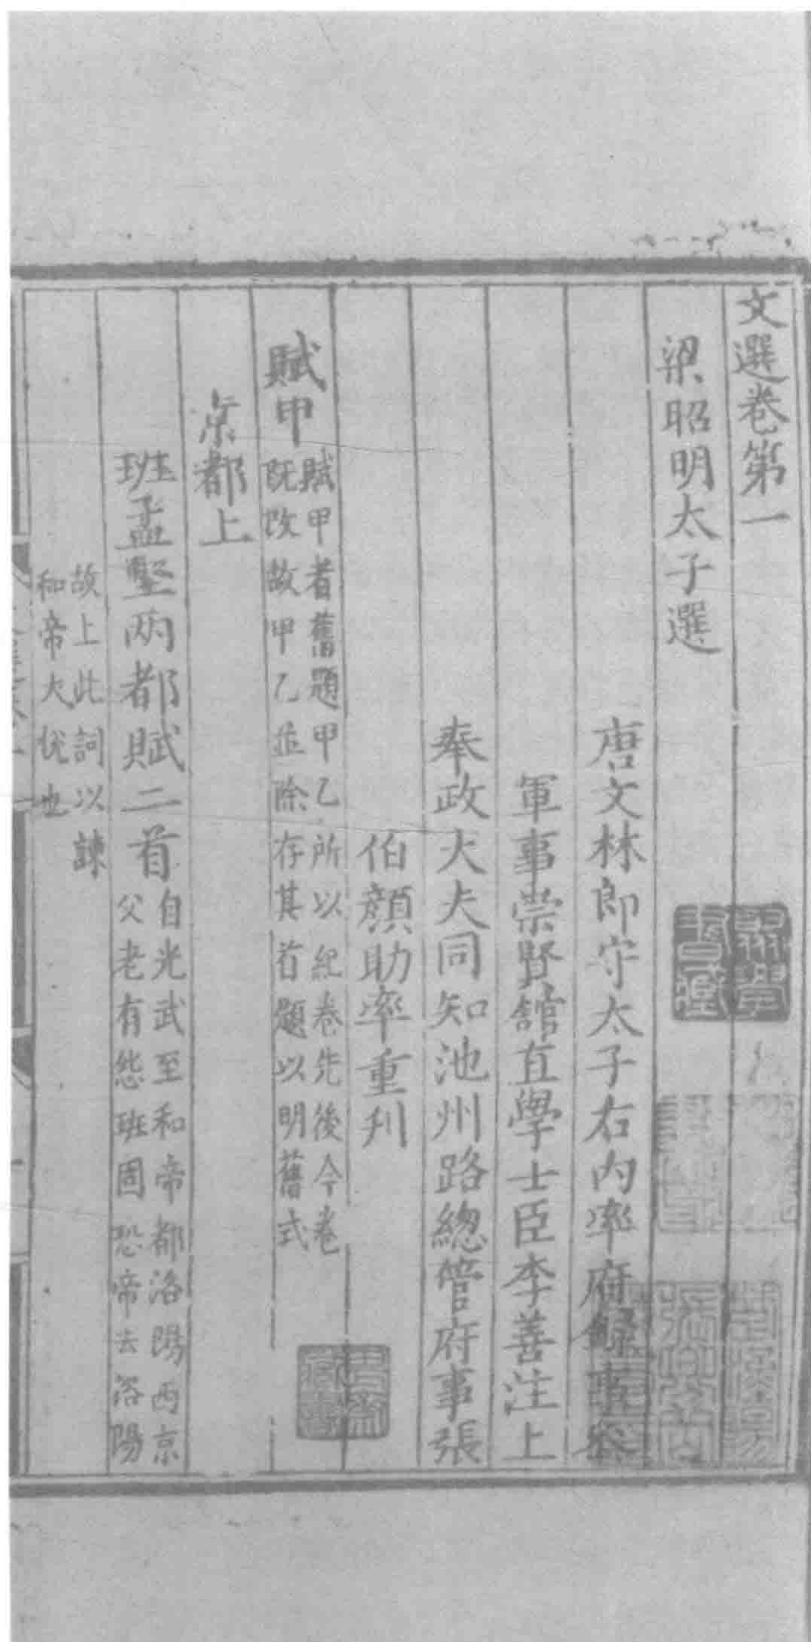 文選卷第一
梁昭明太子選
唐文林郎守太子右內率府錄事參
軍事崇賢館直學士臣李善注上
奉政大夫同知池州路總管府事張
伯顏助率重刋
賦甲
賦甲者舊題甲乙所以紀卷先後今卷
旣改故甲乙並除存其首題以明舊式
京都上
班孟堅兩都賦二首
自光武至和帝都洛陽西京
父老有怨班固恐帝去洛陽
故上此詞以諫
和帝大悅也